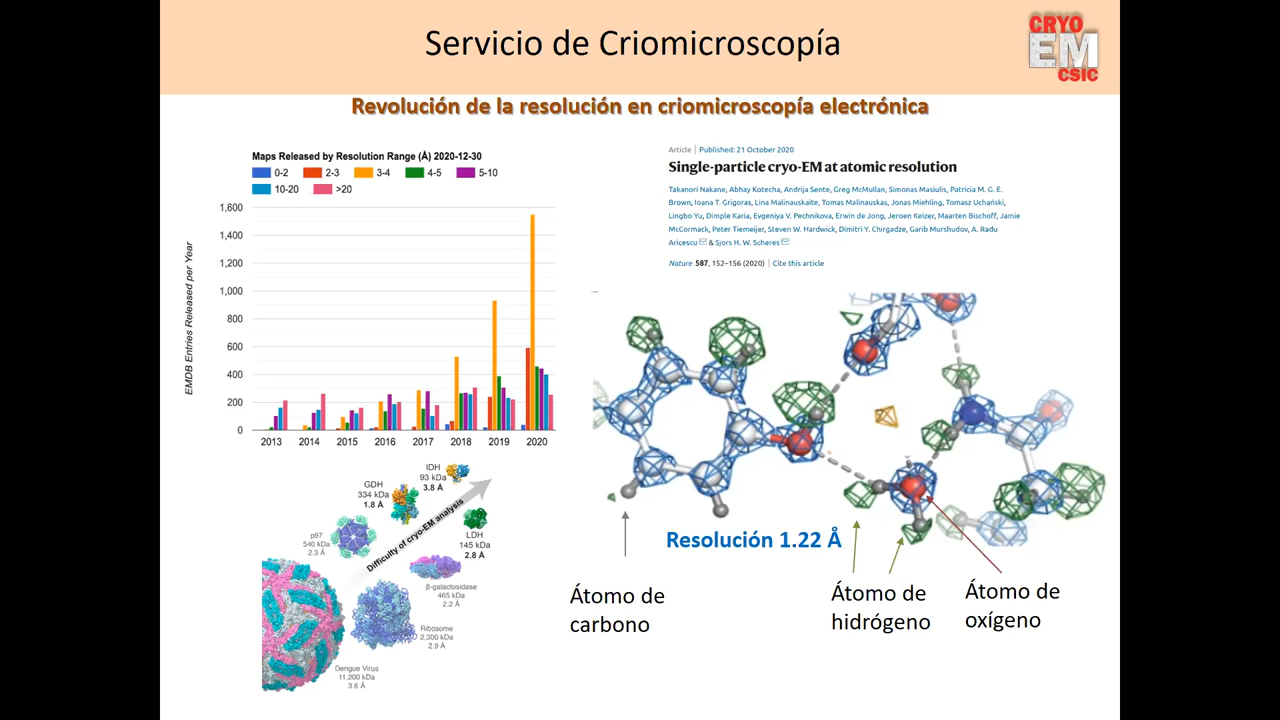 Servicio de Criomicroscopía
CRYO
EM
CSIC
Revolución de la resolución en criomicroscopía electrónica
Maps Released by Resolution Range (Å) 2020-12-30
0-2 2-3 3-4 4-5 5-10
10-20 >20
EMDB Entries Released per Year
1,600
1,400
1,200
1,000
800
600
400
200
0
2013 2014 2015 2016 2017 2018 2019 2020
Article | Published: 21 October 2020
Single-particle cryo-EM at atomic resolution
Takanori Nakane, Abhay Kotecha, Andrija Sente, Greg McMullan, Simonas Masiulis, Patricia M. G. E.
Brown, Ioana T. Grigoras, Lina Malinauskaite, Tomas Malinauskas, Jonas Miehling, Tomasz Uchański,
Lingbo Yu, Dimple Karia, Evgeniya V. Pechnikova, Erwin de Jong, Jeroen Keizer, Maarten Bischoff, Jamie
McCormack, Peter Tiemeijer, Steven W. Hardwick, Dimitri Y. Chirgadze, Garib Murshudov, A. Radu
Aricescu & Sjors H. W. Scheres
Nature 587, 152–156 (2020) | Cite this article
IDH
93 kDa
3.8 Å
GDH
334 kDa
1.8 Å
p97
540 kDa
2.3 Å
Difficulty of cryo-EM analysis
LDH
145 kDa
2.8 Å
β-galactosidase
465 kDa
2.2 Å
Ribosome
2,300 kDa
2.9 Å
Dengue Virus
11,200 kDa
3.6 Å
Resolución 1.22 Å
Átomo de
carbono
Átomo de
hidrógeno
Átomo de
oxígeno